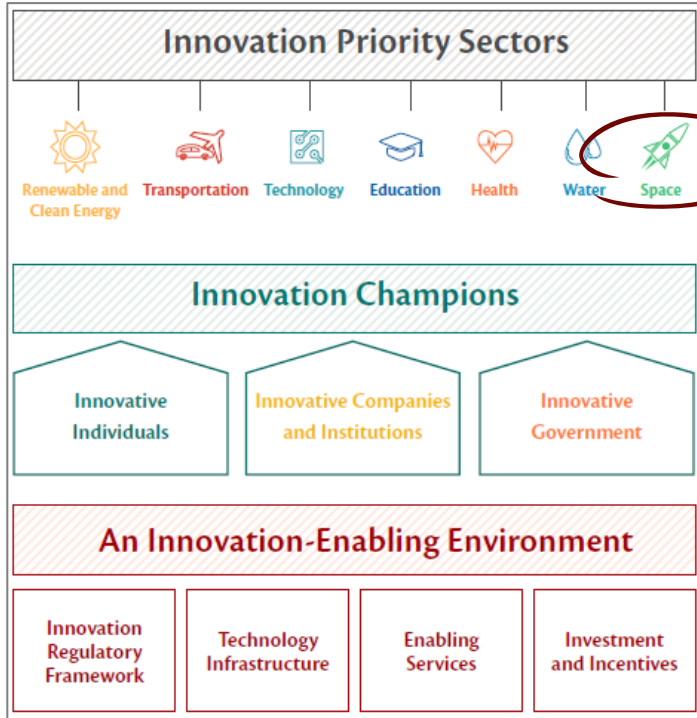 Innovation Priority Sectors
Renewable and
Clean Energy
Transportation
Technology
Education
Health
Water
Space
Innovation Champions
Innovative
Individuals
Innovative Companies
and Institutions
Innovative
Government
An Innovation-Enabling Environment
Innovation
Regulatory
Framework
Technology
Infrastructure
Enabling
Services
Investment
and Incentives